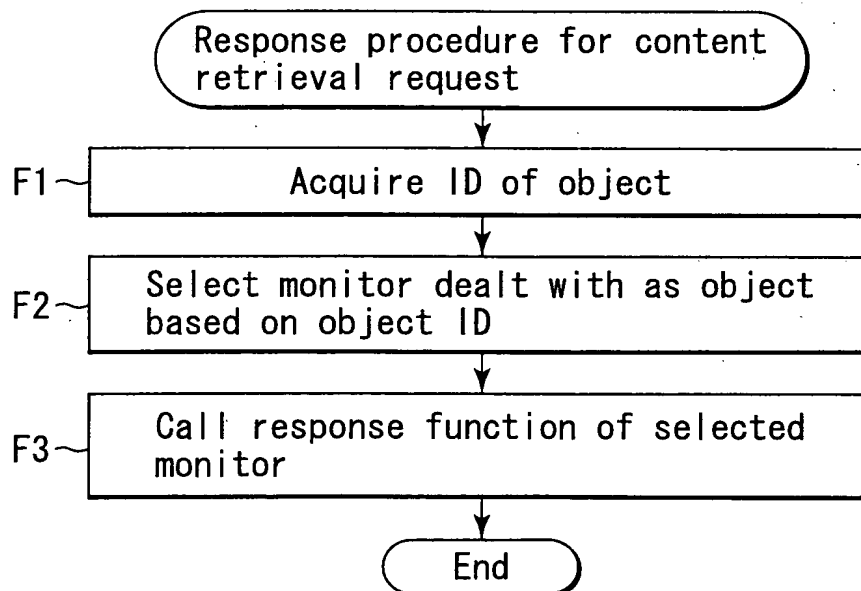 Response procedure for content
retrieval request
F1
Acquire ID of object
F2
Select monitor dealt with as object
based on object ID
F3
Call response function of selected
monitor
End